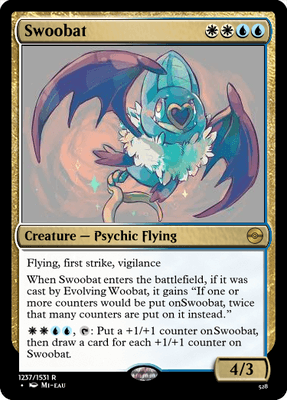 Swoobat
Creature — Psychic Flying
Flying, first strike, vigilance
When Swoobat enters the battlefield, if it was
cast by Evolving Woobat, it gains “If one
or more counters would be put onSwoobat, twice
that many counters are put on it instead.”
, : Put a +1/+1 counter onSwoobat,
then draw a card for each +1/+1 counter on
Swoobat.
4/3
1237/1531 R
• Mi-eau
528